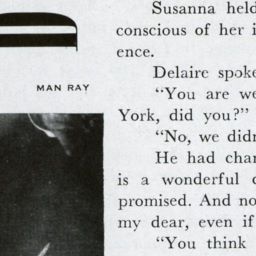 MAN RAY
Susanna held
conscious of her i
ence.
Delaire spoke
"You are we
York, did you?"
"No, we didn
He had chan
is a wonderful c
promised. And no
my dear, even if
"You think